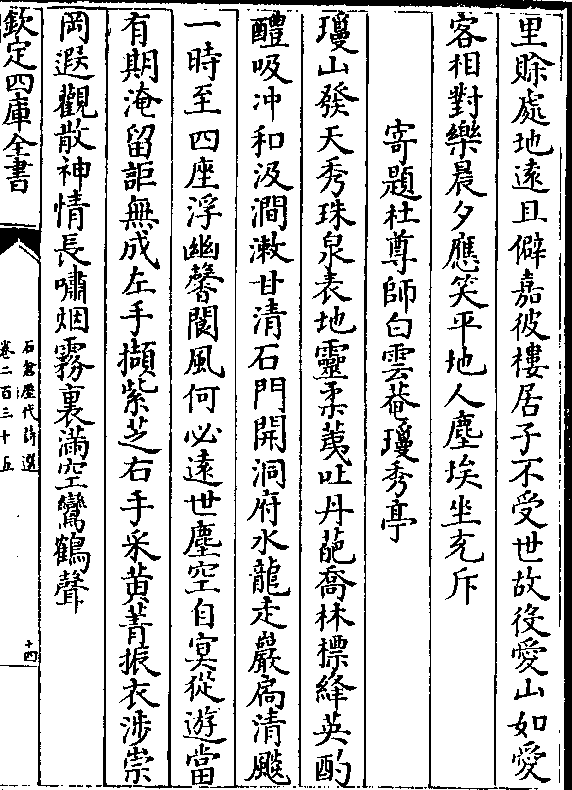 里賖處地遠且僻嘉彼樓居子不受世故役愛山如愛
客相對樂晨夕應笑平地人塵埃坐充斥
寄題杜尊師白雲菴瓊秀亭
瓊山發天秀珠泉表地靈柔荑吐丹葩喬林標絳英酌
醴吸冲和汲澗漱甘清石門開洞府水龍走巖扃清飈
一時至四座浮幽馨閬風何必遠世塵空自冥從遊當
有期淹留詎無成左手擷紫芝右手采黄菁振衣涉崇
岡遐觀散神情長嘯烟霧裏滿空鸞鶴聲
欽定四庫全書
石倉歷代詩選
卷二百三十五
十四